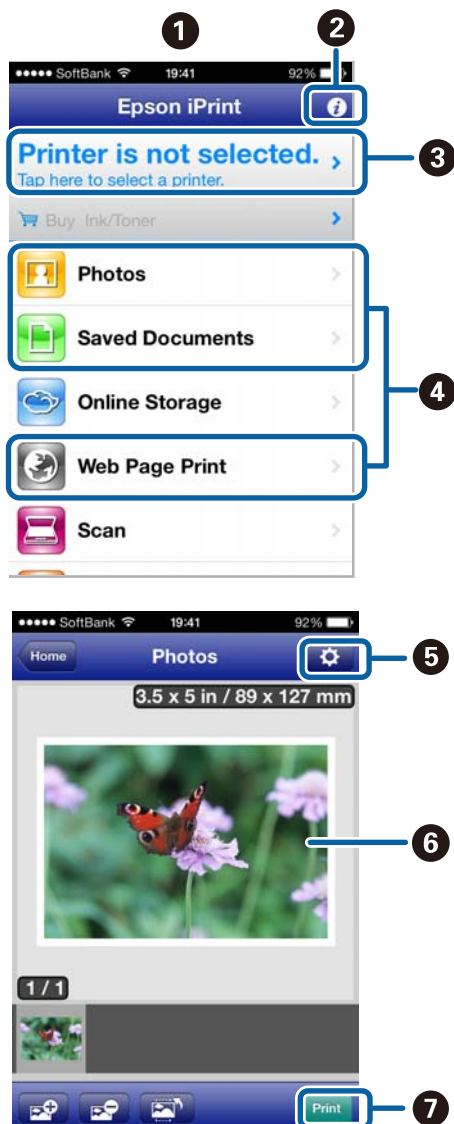 1
2
●●●●● SoftBank 19:41 92%
Epson iPrint i
Printer is not selected. >
3
Tap here to select a printer.
Buy Ink/Toner >
Photos >
Saved Documents >
4
Online Storage >
Web Page Print >
Scan >
●●●●● SoftBank 19:41 92%
Home Photos
5
3.5 x 5 in / 89 x 127 mm
6
1 / 1
Print
7